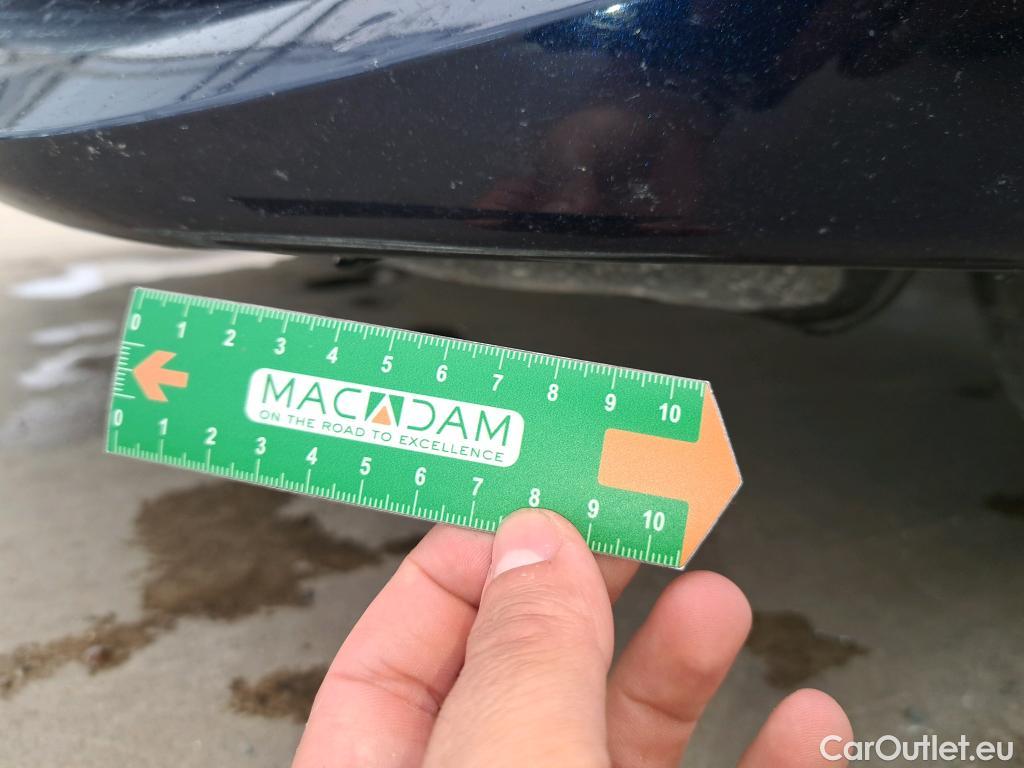 0 1 2 3 4 5 6 7 8 9 10
MACADAM
ON THE ROAD TO EXCELLENCE
0 1 2 3 4 5 6 7 8 9 10
CarOutlet.eu